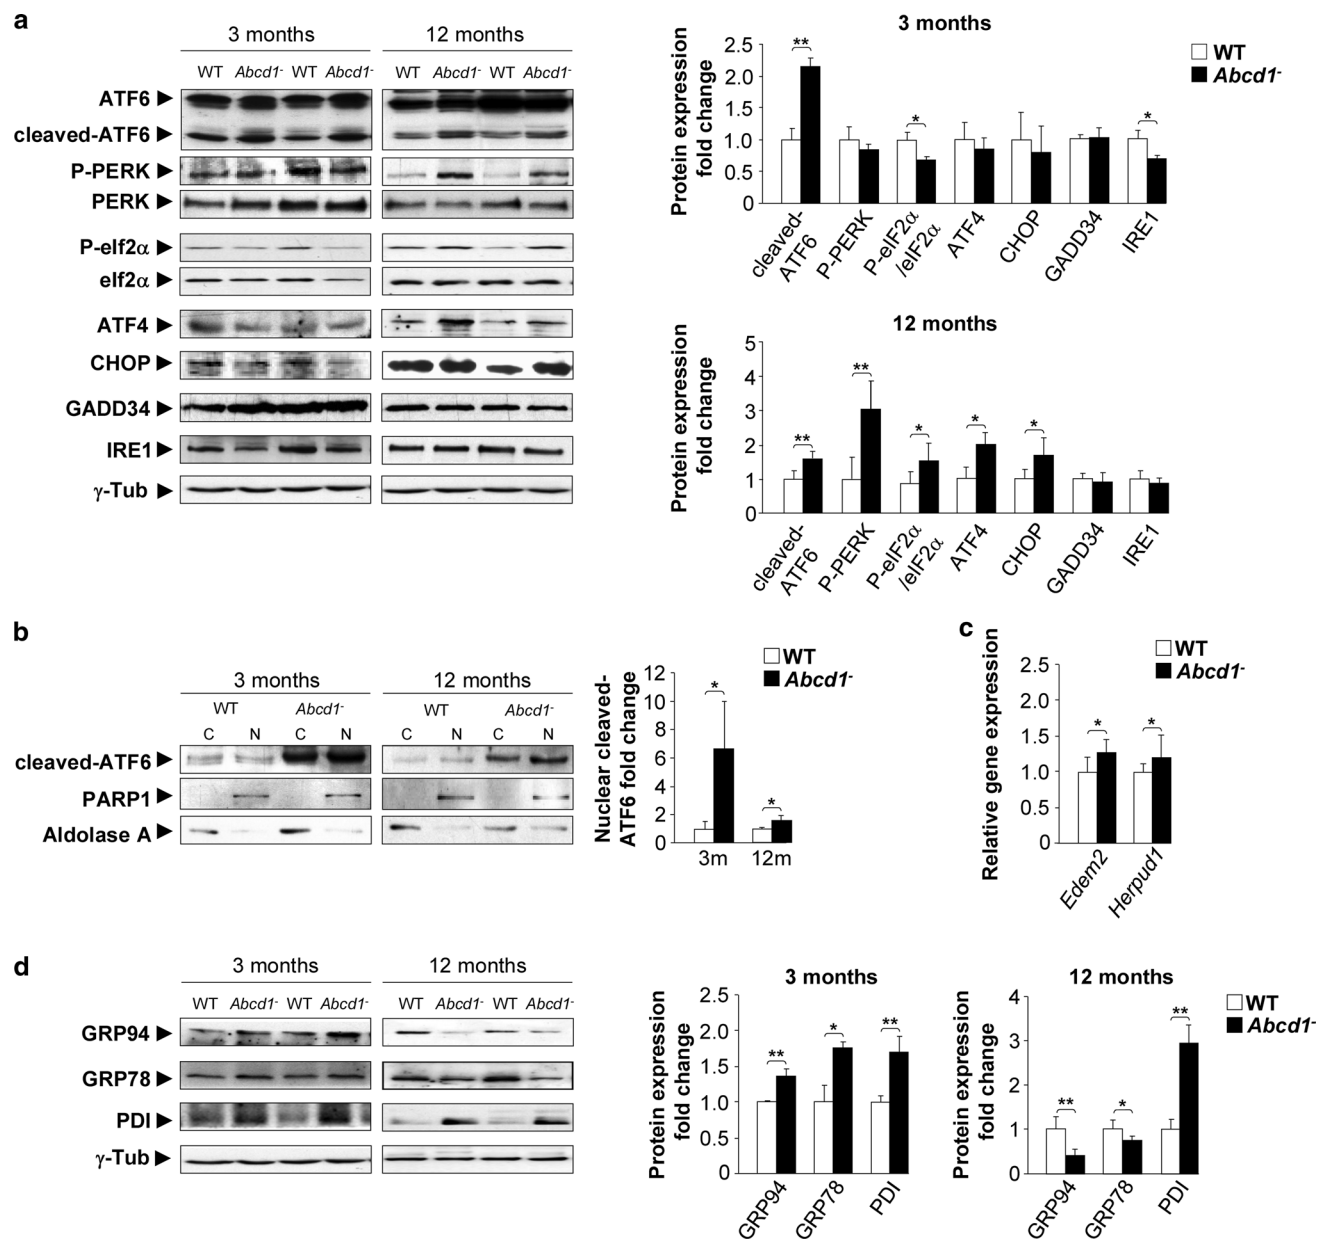 a
3 months
12 months
WT Abcd1- WT Abcd1-
WT Abcd1- WT Abcd1-
ATF6
cleaved-ATF6
P-PERK
PERK
P-eIf2α
eIf2α
ATF4
CHOP
GADD34
IRE1
γ-Tub
3 months
Protein expression
fold change
2.5
2.0
1.5
1.0
0.5
0
**
*
*
cleaved-
ATF6
P-PERK
P-eIF2α
/eIF2α
ATF4
CHOP
GADD34
IRE1
WT
Abcd1-
12 months
Protein expression
fold change
5
4
3
2
1
0
**
**
*
*
*
cleaved-
ATF6
P-PERK
P-eIF2α
/eIF2α
ATF4
CHOP
GADD34
IRE1
b
3 months
12 months
WT Abcd1-
WT Abcd1-
C N C N
C N C N
cleaved-ATF6
PARP1
Aldolase A
Nuclear cleaved-
ATF6 fold change
12
10
8
6
4
2
0
*
*
3m
12m
WT
Abcd1-
c
WT
Abcd1-
Relative gene expression
2.5
2.0
1.5
1.0
0.5
0
*
*
Edem2
Herpud1
d
3 months
12 months
WT Abcd1- WT Abcd1-
WT Abcd1- WT Abcd1-
GRP94
GRP78
PDI
γ-Tub
3 months
Protein expression
fold change
2.5
2.0
1.5
1.0
0.5
0
**
*
**
GRP94
GRP78
PDI
12 months
Protein expression
fold change
4
3
2
1
0
**
*
**
GRP94
GRP78
PDI
WT
Abcd1-